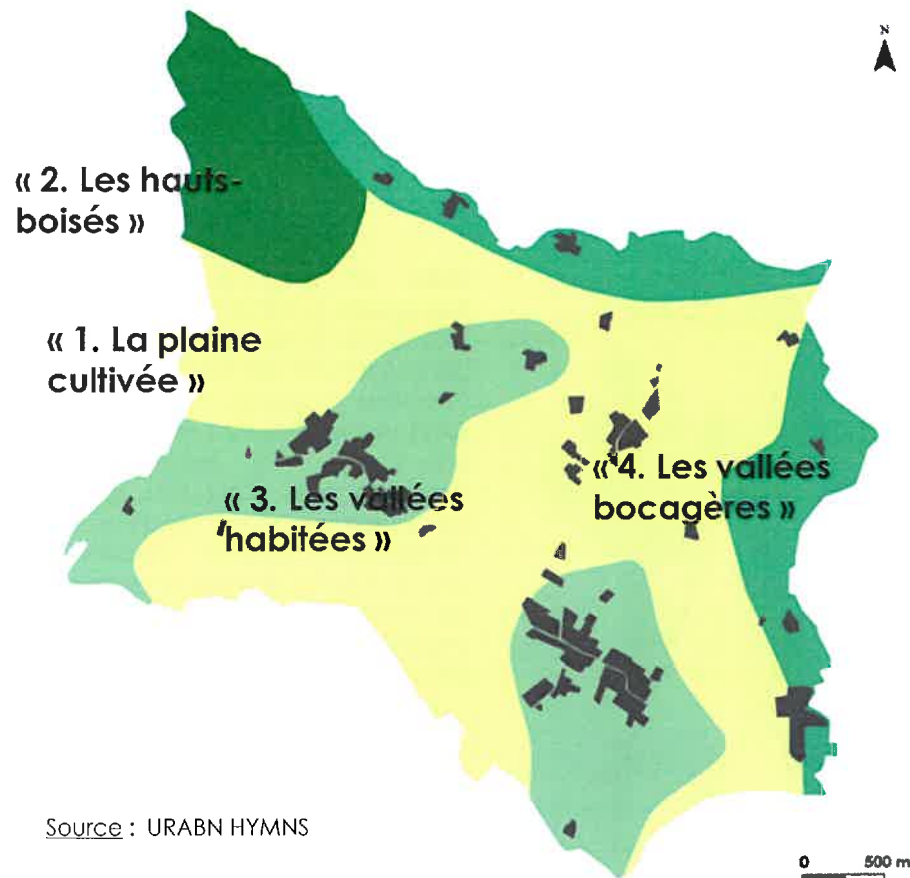 N
« 2. Les hauts-
boisés »
« 1. La plaine
cultivée »
« 4. Les vallées
bocagères »
« 3. Les vallées
habitées »
Source : URABN HYMNS
0 500 m